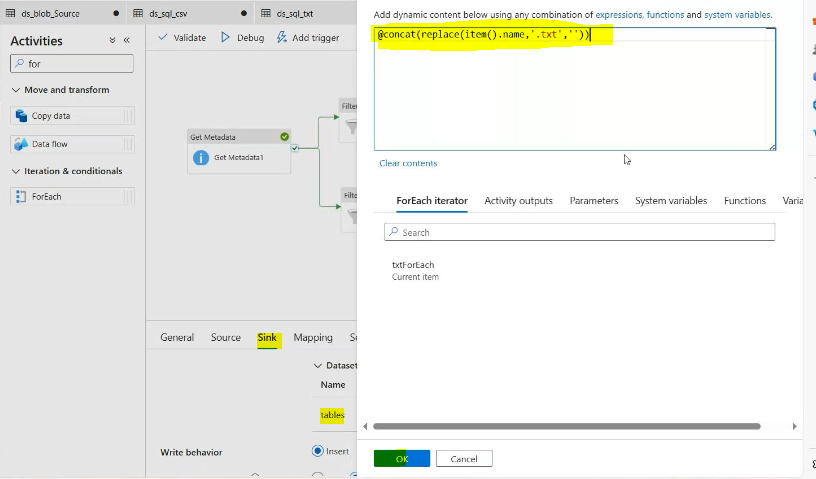 ds_blob_Source
ds_sql_csv
ds_sql_txt
Activities
for
Move and transform
Copy data
Data flow
Iteration & conditionals
ForEach
Validate
Debug
Add trigger
Get Metadata
Get Metadata1
Filte
Filte
General
Source
Sink
Mapping
Se
Dataset
Name
tables
Write behavior
Insert
Add dynamic content below using any combination of expressions, functions and system variables.
@concat(replace(item().name,'.txt',''))
Clear contents
ForEach iterator
Activity outputs
Parameters
System variables
Functions
Varia
Search
txtForEach
Current item
OK
Cancel